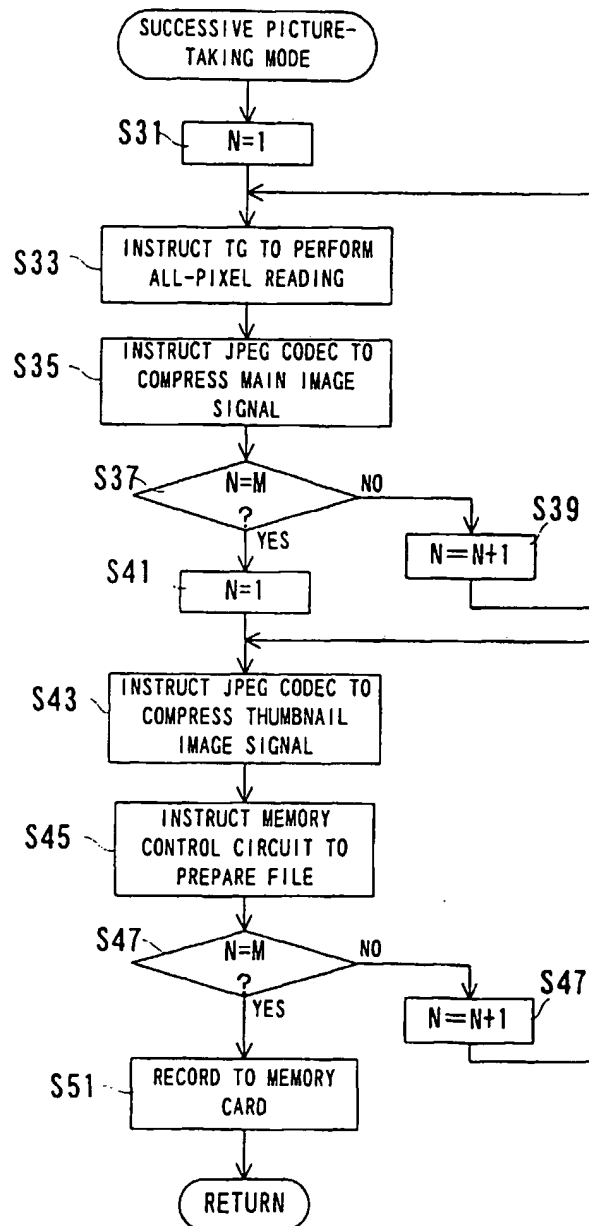 SUCCESSIVE PICTURE-
TAKING MODE
S31
N=1
S33
INSTRUCT TG TO PERFORM
ALL-PIXEL READING
S35
INSTRUCT JPEG CODEC TO
COMPRESS MAIN IMAGE
SIGNAL
S37
N=M
?
NO
YES
S39
N=N+1
S41
N=1
S43
INSTRUCT JPEG CODEC TO
COMPRESS THUMBNAIL
IMAGE SIGNAL
S45
INSTRUCT MEMORY
CONTROL CIRCUIT TO
PREPARE FILE
S47
N=M
?
NO
YES
S47
N=N+1
S51
RECORD TO MEMORY
CARD
RETURN